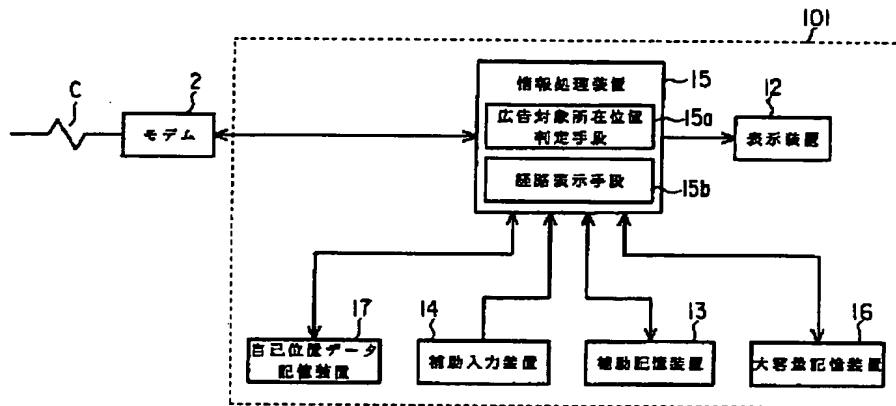 101
C
2
モデム
情報処理装置
15
広告対象所在位置
判定手段
15a
経路表示手段
15b
12
表示装置
17
自己位置データ
記憶装置
14
補助入力装置
13
補助記憶装置
16
大容量記憶装置